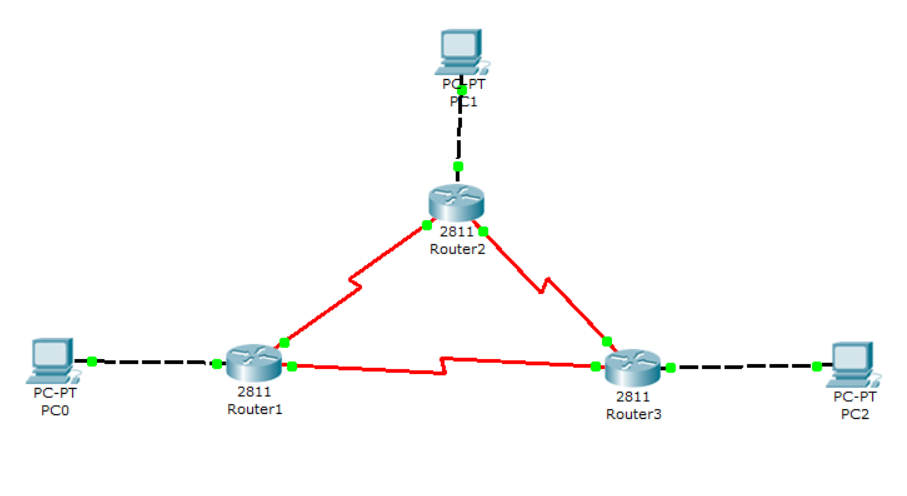 PC-PT
PC1
2811
Router2
PC-PT
PC0
2811
Router1
2811
Router3
PC-PT
PC2